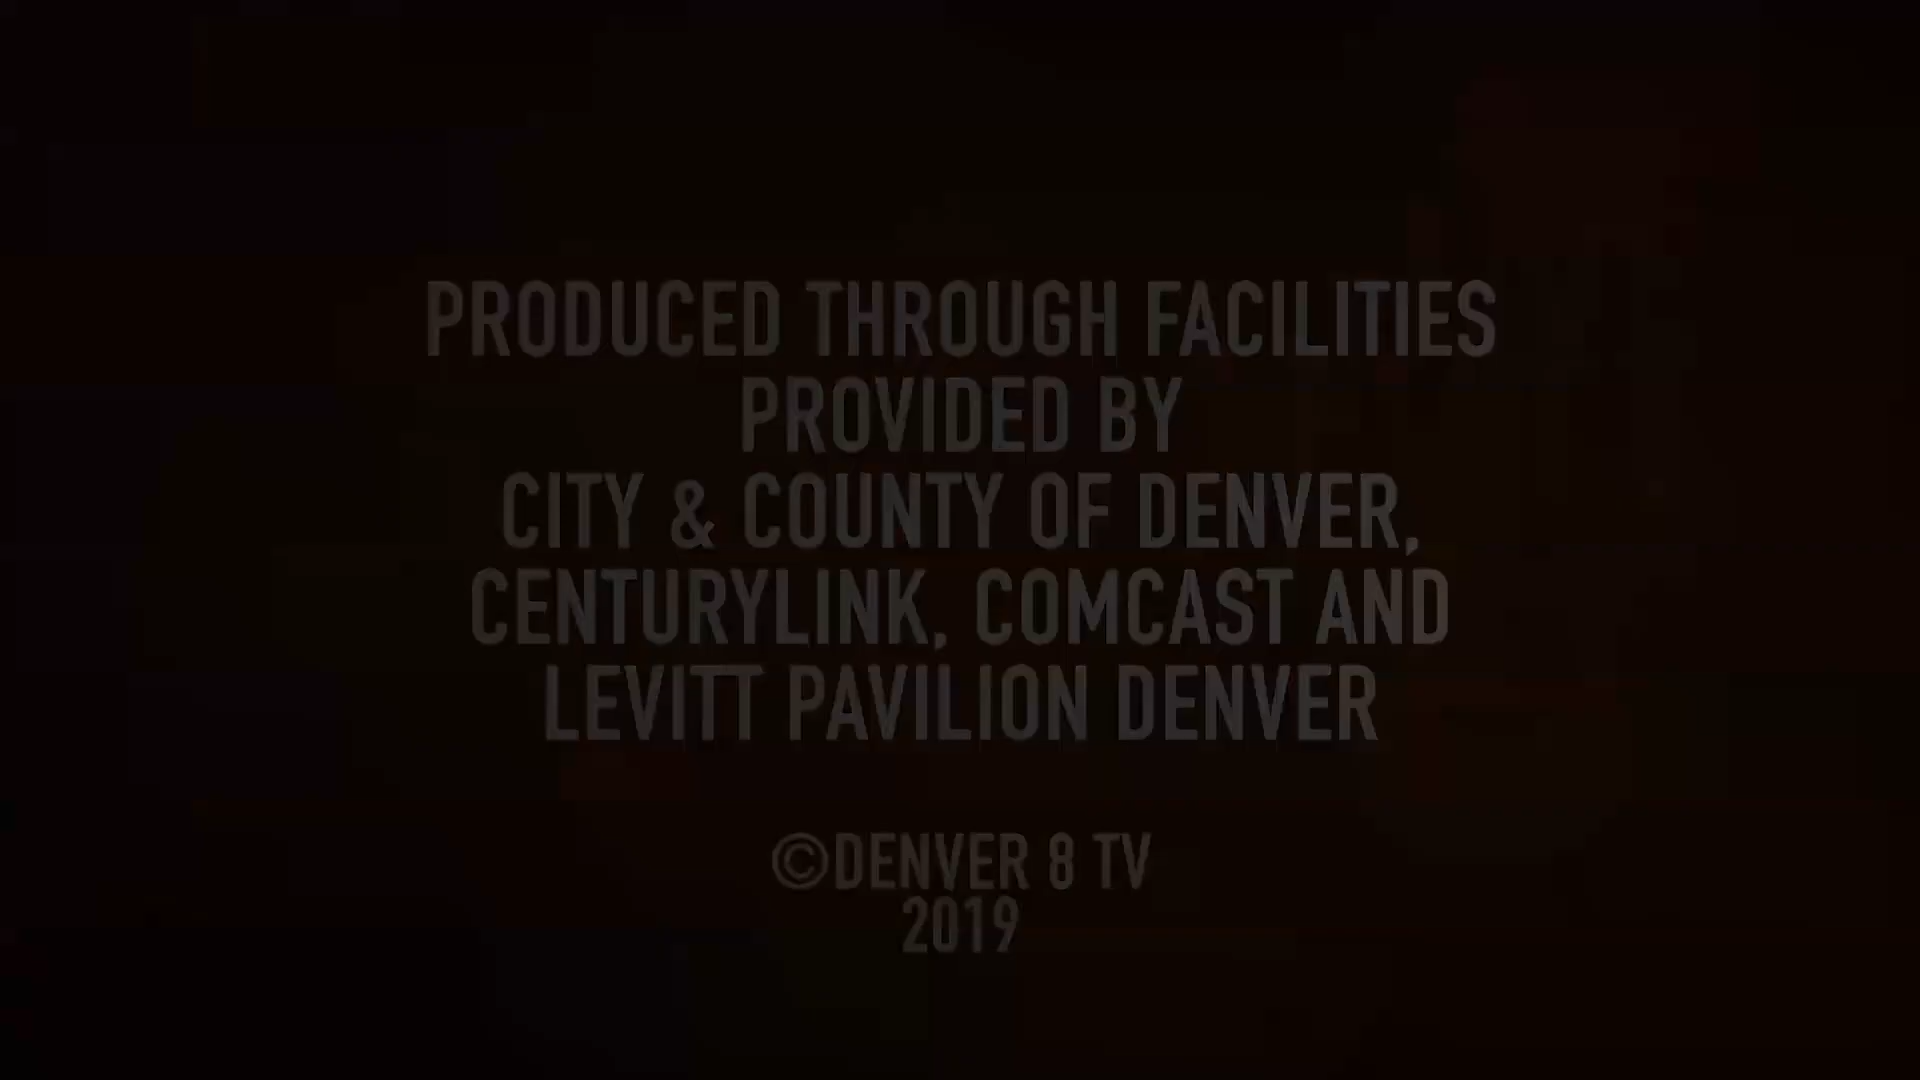 PRODUCED THROUGH FACILITIES
PROVIDED BY
CITY & COUNTY OF DENVER,
CENTURYLINK, COMCAST AND
LEVITT PAVILION DENVER
©DENVER 8 TV
2019